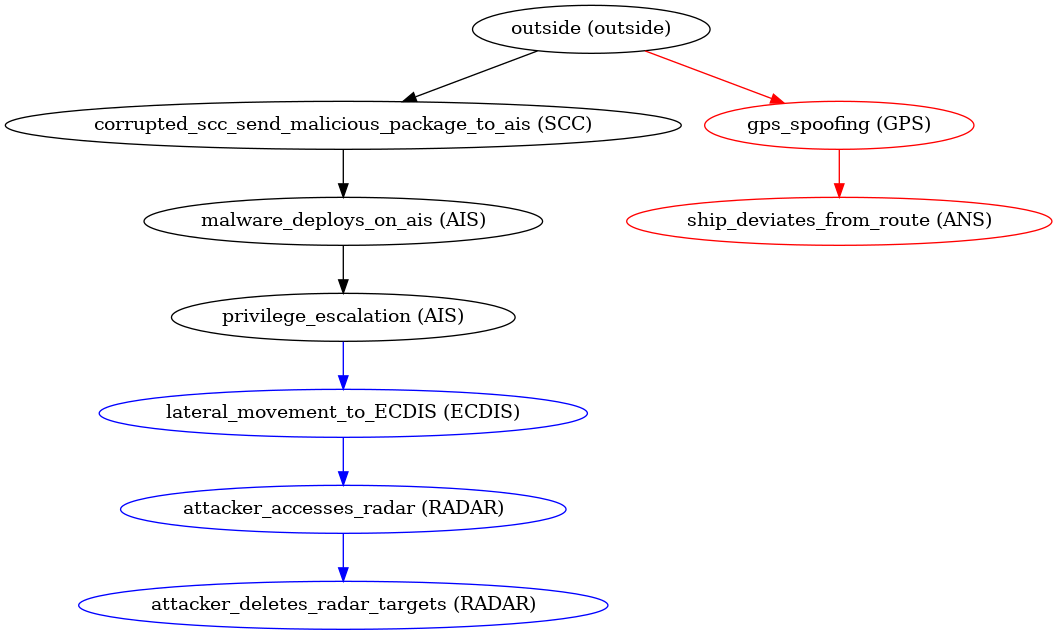 outside (outside)
corrupted_scc_send_malicious_package_to_ais (SCC)
gps_spoofing (GPS)
malware_deploys_on_ais (AIS)
ship_deviates_from_route (ANS)
privilege_escalation (AIS)
lateral_movement_to_ECDIS (ECDIS)
attacker_accesses_radar (RADAR)
attacker_deletes_radar_targets (RADAR)